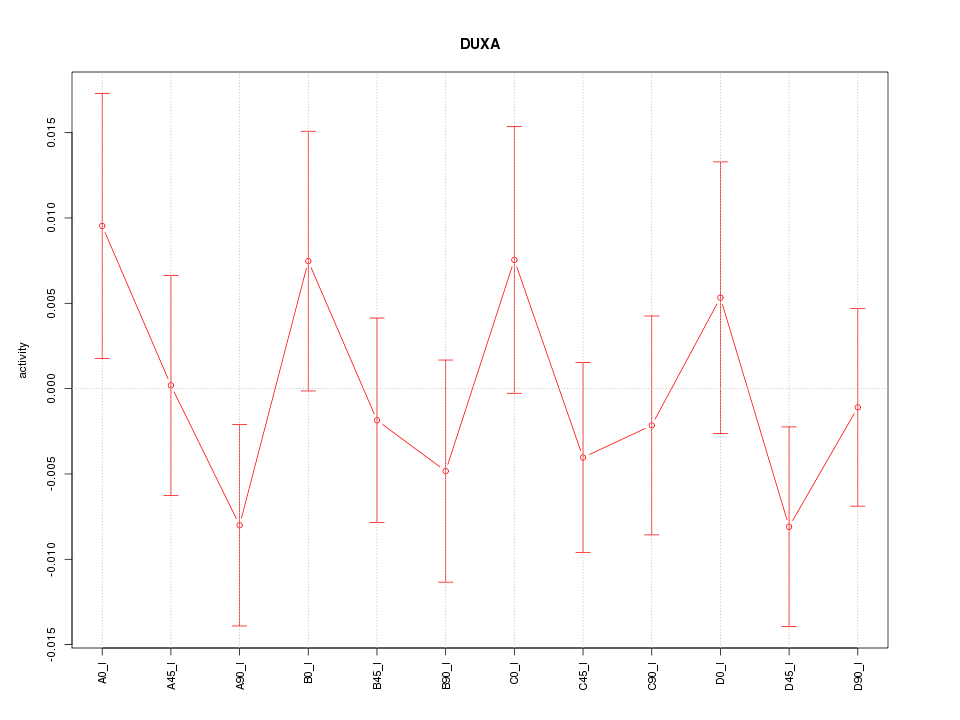 DUXA
activity
0.015
0.010
0.005
0.000
-0.005
-0.010
-0.015
A0_I
A45_I
A90_I
B0_I
B45_I
B90_I
C0_I
C45_I
C90_I
D0_I
D45_I
D90_I